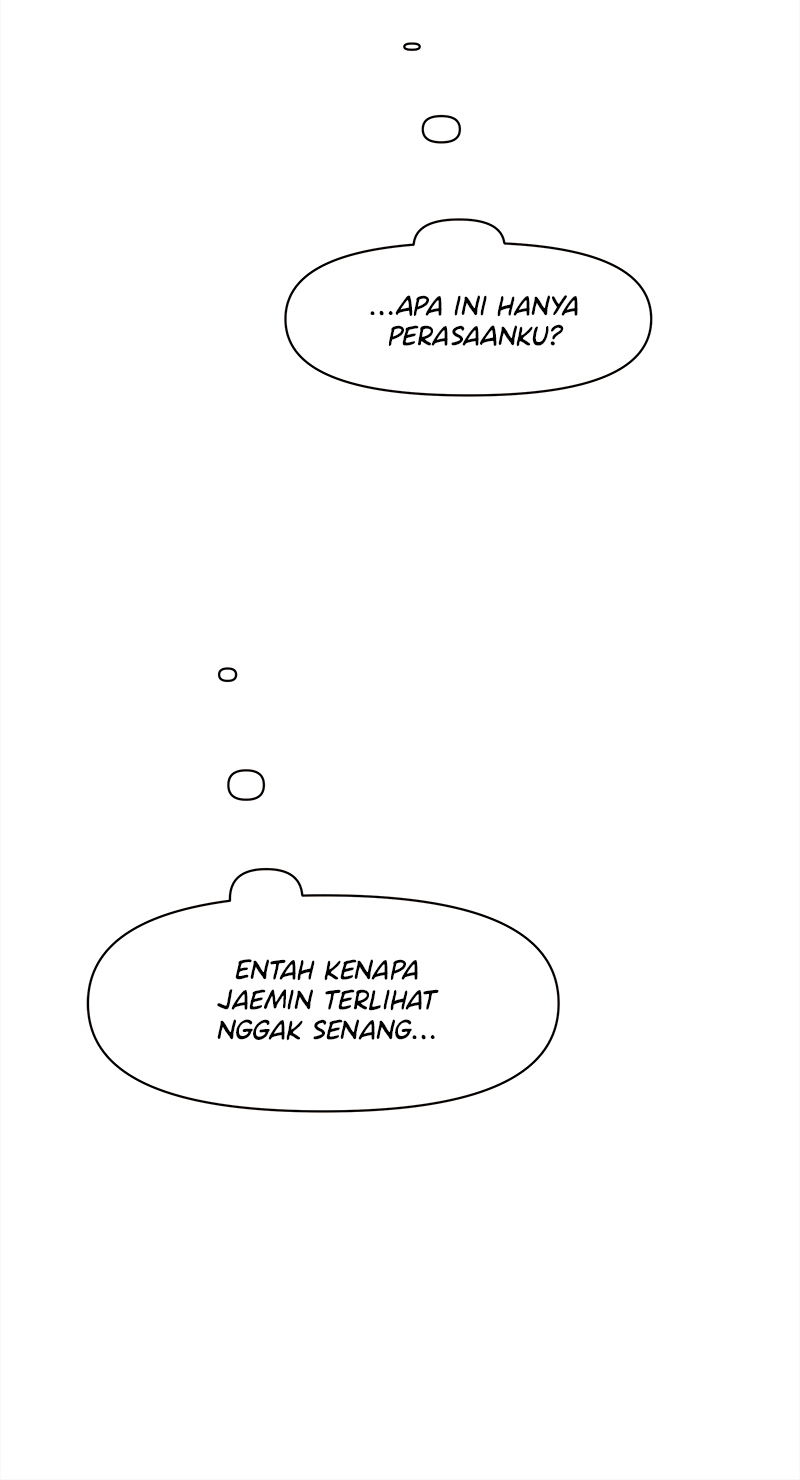 ...APA INI HANYA
PERASAANKU?
ENTAH KENAPA
JAEMIN TERLIHAT
NGGAK SENANG...